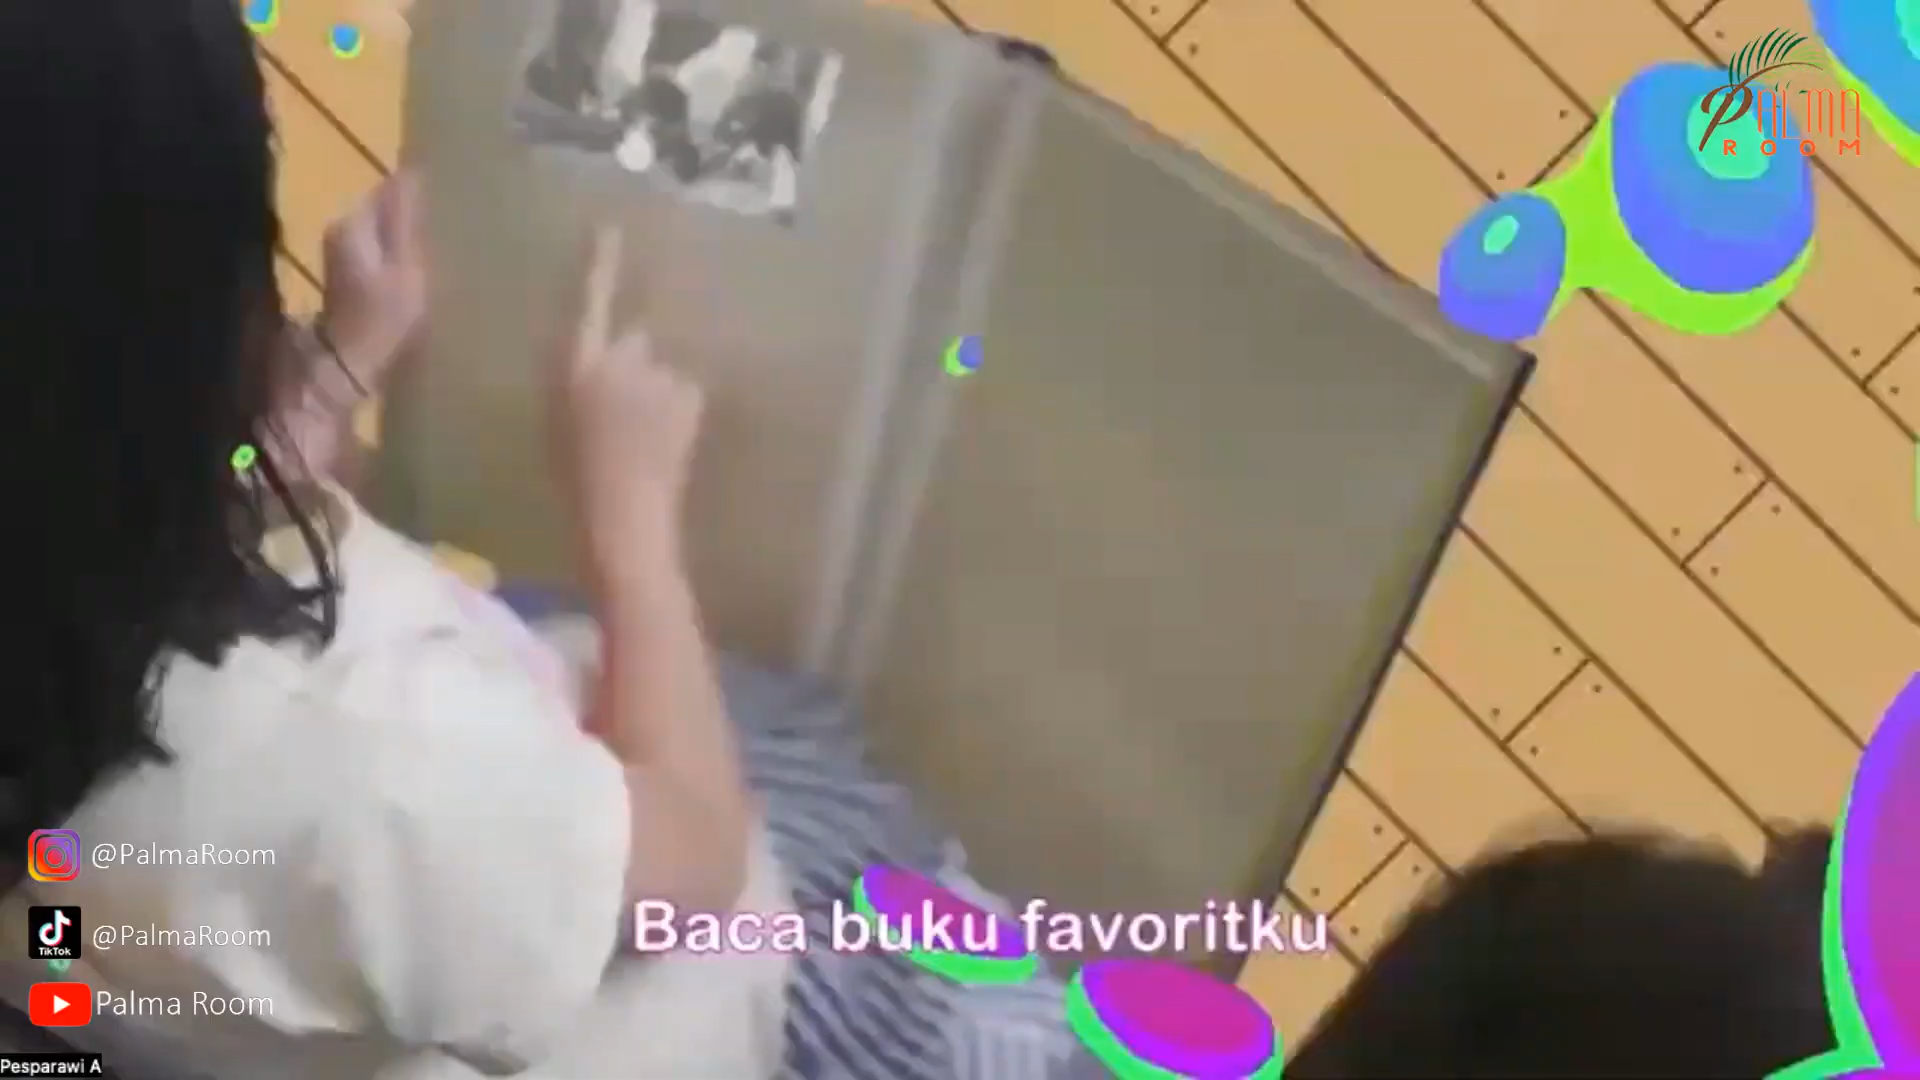 PALMA
ROOM
@PalmaRoom
TikTok
@PalmaRoom
Palma Room
Baca buku favoritku
Pesparawi A